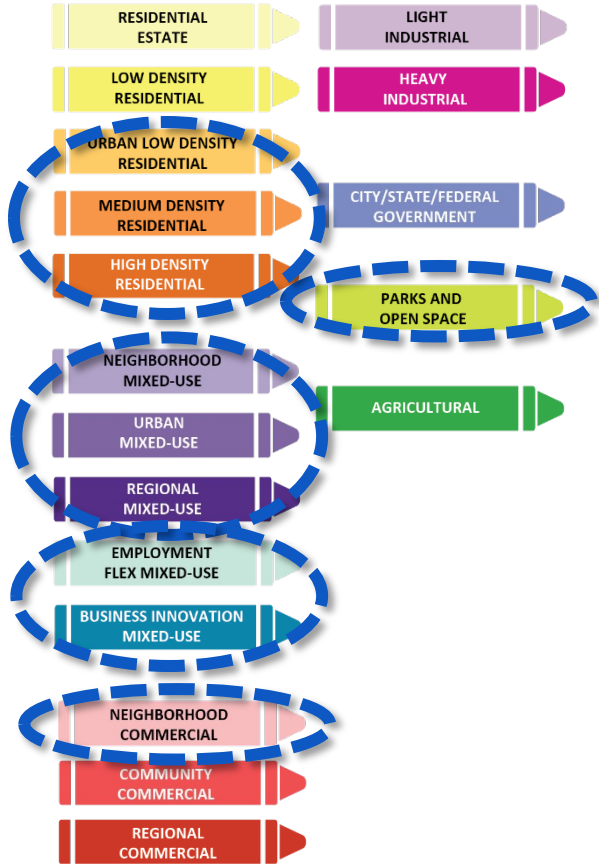 RESIDENTIAL
ESTATE
LOW DENSITY
RESIDENTIAL
URBAN LOW DENSITY
RESIDENTIAL
MEDIUM DENSITY
RESIDENTIAL
HIGH DENSITY
RESIDENTIAL
NEIGHBORHOOD
MIXED-USE
URBAN
MIXED-USE
REGIONAL
MIXED-USE
EMPLOYMENT
FLEX MIXED-USE
BUSINESS INNOVATION
MIXED-USE
NEIGHBORHOOD
COMMERCIAL
COMMUNITY
COMMERCIAL
REGIONAL
COMMERCIAL
LIGHT
INDUSTRIAL
HEAVY
INDUSTRIAL
CITY/STATE/FEDERAL
GOVERNMENT
PARKS AND
OPEN SPACE
AGRICULTURAL